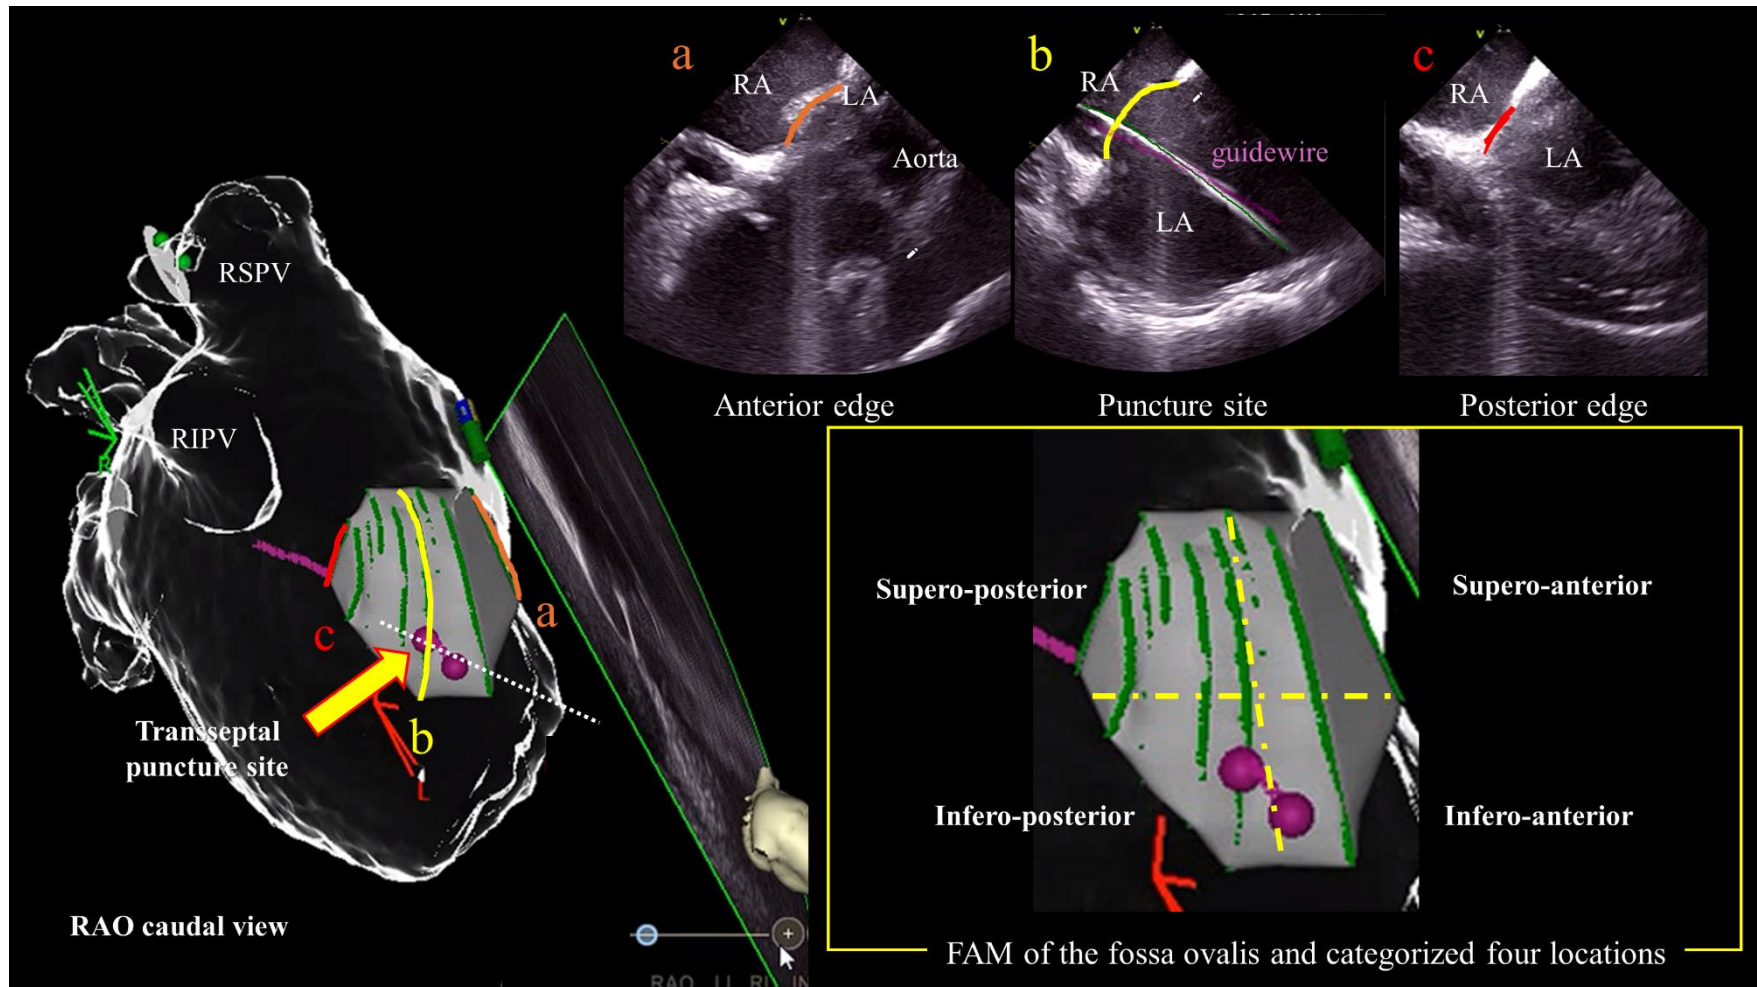 a
RA
LA
Aorta
Anterior edge
b
RA
guidewire
LA
Puncture site
c
RA
LA
Posterior edge
RSPV
RIPV
R
a
c
b
L
Transseptal
puncture site
RAO caudal view
Supero-posterior
Supero-anterior
Infero-posterior
Infero-anterior
FAM of the fossa ovalis and categorized four locations